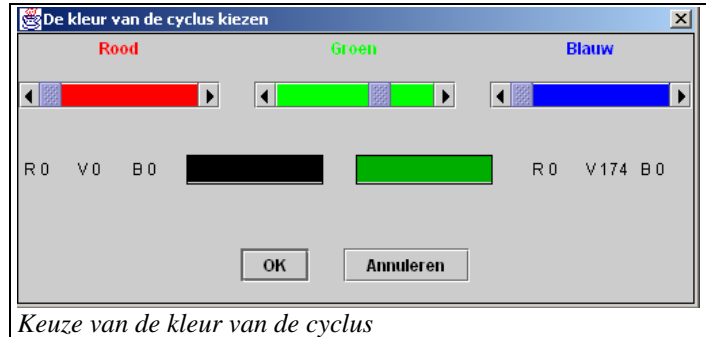 De kleur van de cyclus kiezen
Rood Groen Blauw
R 0 V 0 B 0 R 0 V 174 B 0
OK Annuleren
Keuze van de kleur van de cyclus